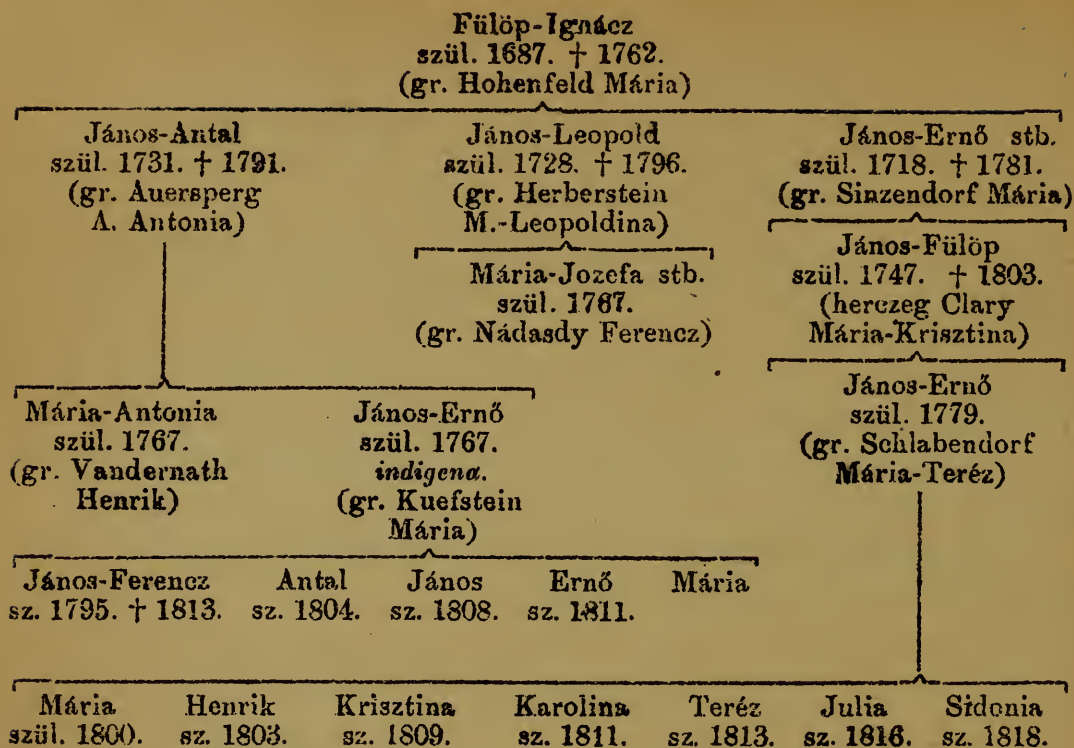 Fülöp-Ignácz
szül. 1687. † 1762.
(gr. Hohenfeld Mária)
János-Antal János-Leopold János-Ernő stb.
szül. 1731. † 1791. szül. 1728. † 1796. szül. 1718. † 1781.
(gr. Auersperg (gr. Herberstein (gr. Sinzendorf Mária)
A. Antonia) M.-Leopoldina)
János-Fülöp
Mária-Jozefa stb. szül. 1747. † 1803.
szül. 1767. (herczeg Clary
(gr. Nádasdy Ferencz) Mária-Krisztina)
János-Ernő
Mária-Antonia János-Ernő szül. 1779.
szül. 1767. szül. 1767. (gr. Schlabendorf
(gr. Vandernath indigena. Mária-Teréz)
Henrik) (gr. Kuefstein
Mária)
János-Ferencz Antal János Ernő Mária
sz. 1795. † 1813. sz. 1804. sz. 1808. sz. 1811.
Mária Henrik Krisztina Karolina Teréz Julia Sidonia
szül. 1800. sz. 1803. sz. 1809. sz. 1811. sz. 1813. sz. 1816. sz. 1818.